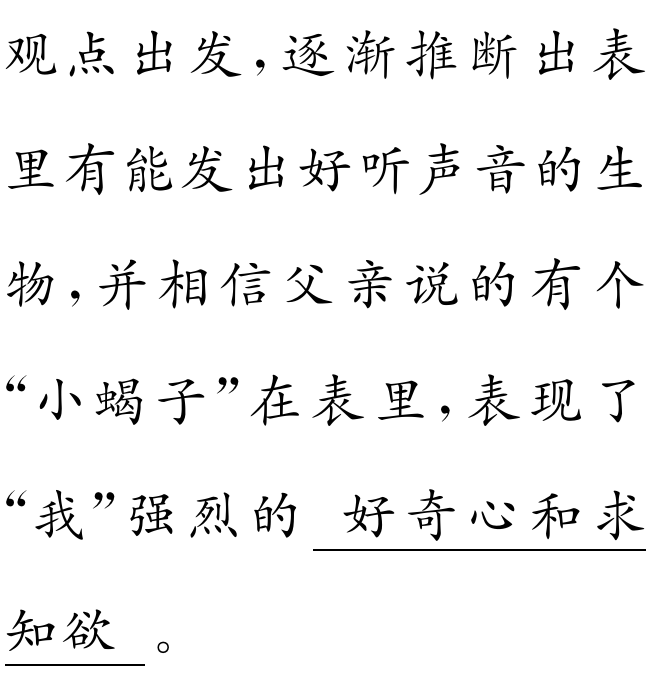 观点出发,逐渐推断出表
里有能发出好听声音的生
物,并相信父亲说的有个
“小蝎子”在表里,表现了
“我”强烈的 好奇心和求
知欲 。